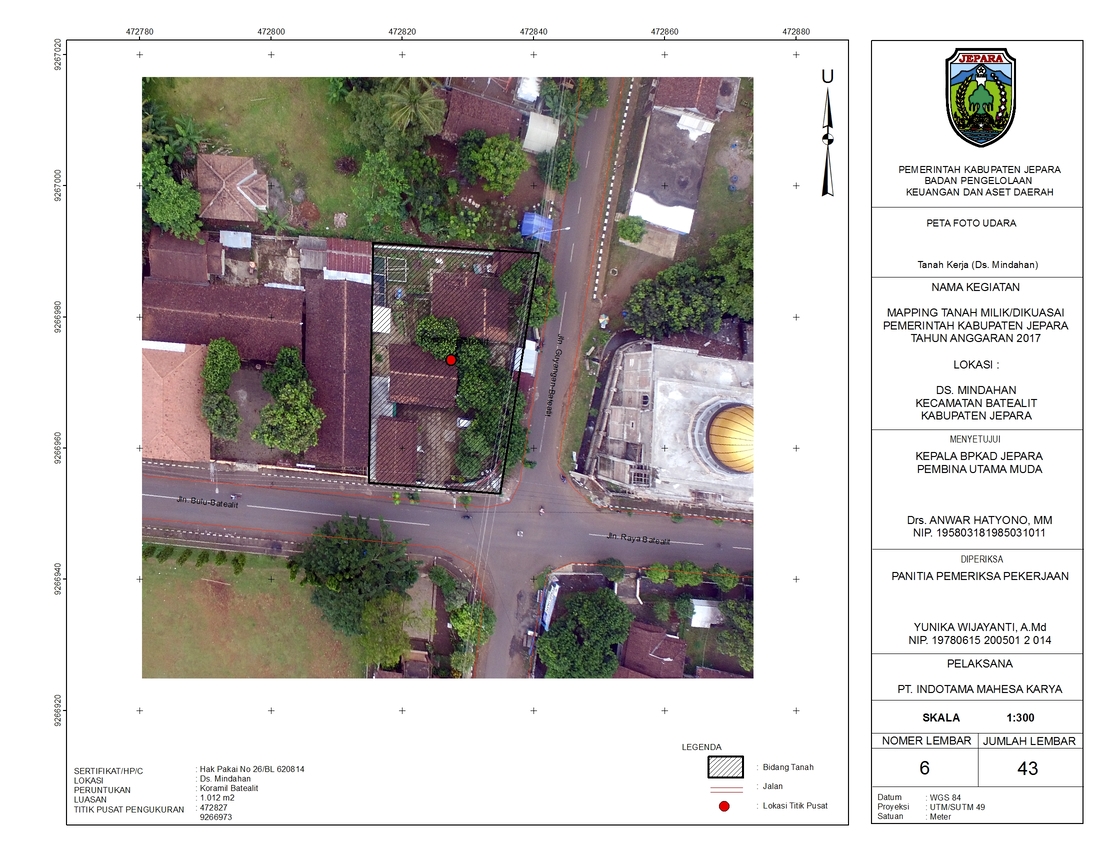 472780 472800 472820 472840 472860 472880
9267020
9267000
9266980
9266960
9266940
9266920
U
Jln. Goyangan-Batealit
Jln. Bulu-Batealit
Jln. Raya Batealit
SERTIFIKAT/HP/C : Hak Pakai No 26/BL 620814
LOKASI : Ds. Mindahan
PERUNTUKAN : Koramil Batealit
LUASAN : 1.012 m2
TITIK PUSAT PENGUKURAN : 472827
9266973
LEGENDA
: Bidang Tanah
: Jalan
: Lokasi Titik Pusat
JEPARA
PEMERINTAH KABUPATEN JEPARA
BADAN PENGELOLAAN
KEUANGAN DAN ASET DAERAH
PETA FOTO UDARA
Tanah Kerja (Ds. Mindahan)
NAMA KEGIATAN
MAPPING TANAH MILIK/DIKUASAI
PEMERINTAH KABUPATEN JEPARA
TAHUN ANGGARAN 2017
LOKASI :
DS. MINDAHAN
KECAMATAN BATEALIT
KABUPATEN JEPARA
MENYETUJUI
KEPALA BPKAD JEPARA
PEMBINA UTAMA MUDA
Drs. ANWAR HATYONO, MM
NIP. 195803181985031011
DIPERIKSA
PANITIA PEMERIKSA PEKERJAAN
YUNIKA WIJAYANTI, A.Md
NIP. 19780615 200501 2 014
PELAKSANA
PT. INDOTAMA MAHESA KARYA
SKALA 1:300
NOMER LEMBAR JUMLAH LEMBAR
6 43
Datum : WGS 84
Proyeksi : UTM/SUTM 49
Satuan : Meter